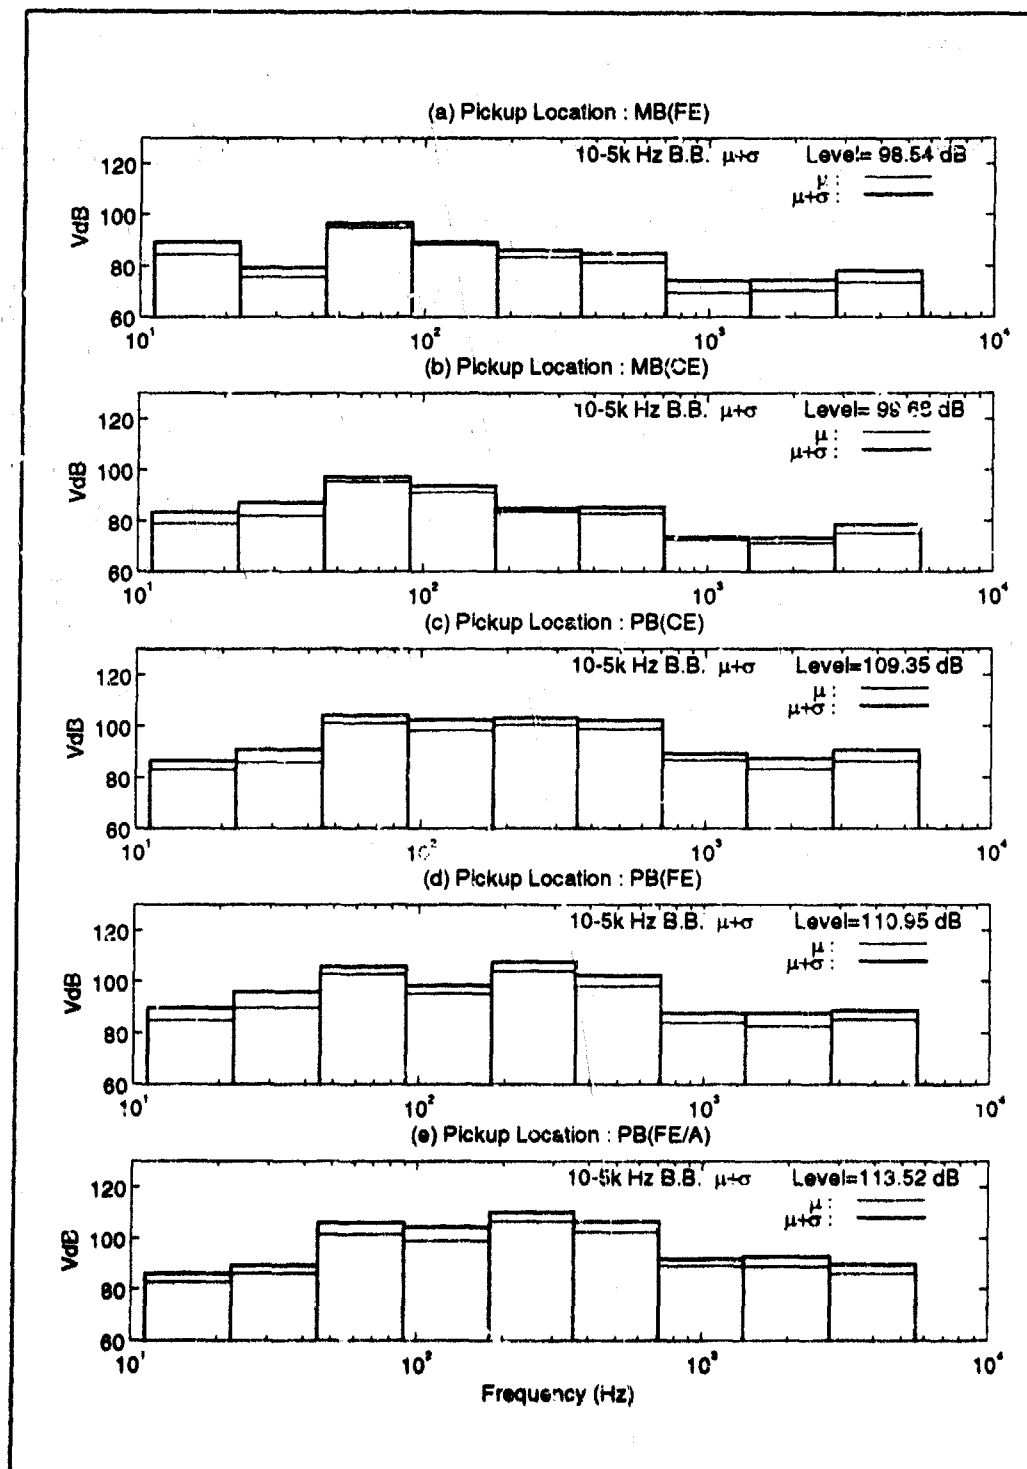 (a) Pickup Location : MB(FE)
10-5k Hz B.B. μ+σ Level= 98.54 dB
μ :
μ+σ :
VdB
120
100
80
60
10¹ 10² 10³ 10⁴
(b) Pickup Location : MB(CE)
10-5k Hz B.B. μ+σ Level= 99.68 dB
μ :
μ+σ :
VdB
120
100
80
60
10¹ 10² 10³ 10⁴
(c) Pickup Location : PB(CE)
10-5k Hz B.B. μ+σ Level=109.35 dB
μ :
μ+σ :
VdB
120
100
80
60
10¹ 10² 10³ 10⁴
(d) Pickup Location : PB(FE)
10-5k Hz B.B. μ+σ Level=110.95 dB
μ :
μ+σ :
VdB
120
100
80
60
10¹ 10² 10³ 10⁴
(e) Pickup Location : PB(FE/A)
10-5k Hz B.B. μ+σ Level=113.52 dB
μ :
μ+σ :
VdB
120
100
80
60
10¹ 10² 10³ 10⁴
Frequency (Hz)